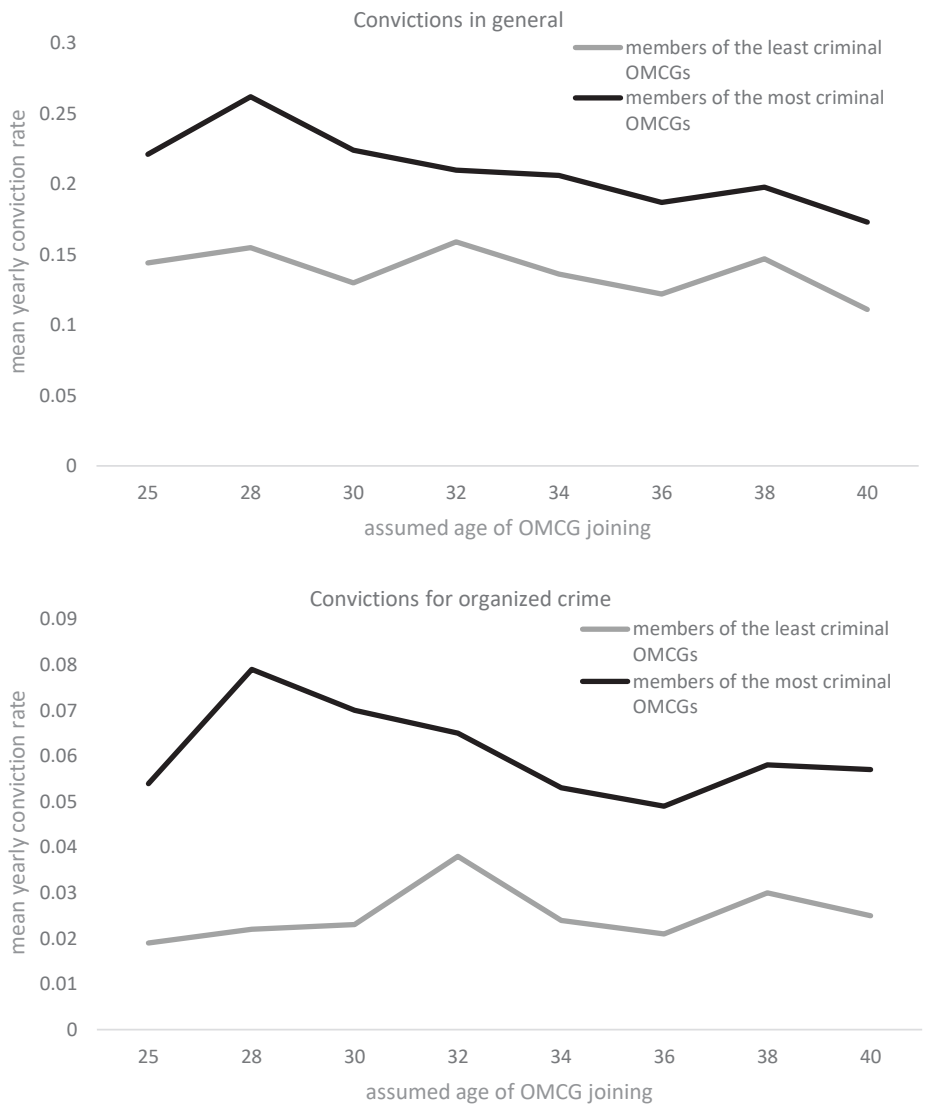 Convictions in general
members of the least criminal
OMCGs
members of the most criminal
OMCGs
mean yearly conviction rate
0.3
0.25
0.2
0.15
0.1
0.05
0
25 28 30 32 34 36 38 40
assumed age of OMCG joining
Convictions for organized crime
members of the least criminal
OMCGs
members of the most criminal
OMCGs
mean yearly conviction rate
0.09
0.08
0.07
0.06
0.05
0.04
0.03
0.02
0.01
0
25 28 30 32 34 36 38 40
assumed age of OMCG joining